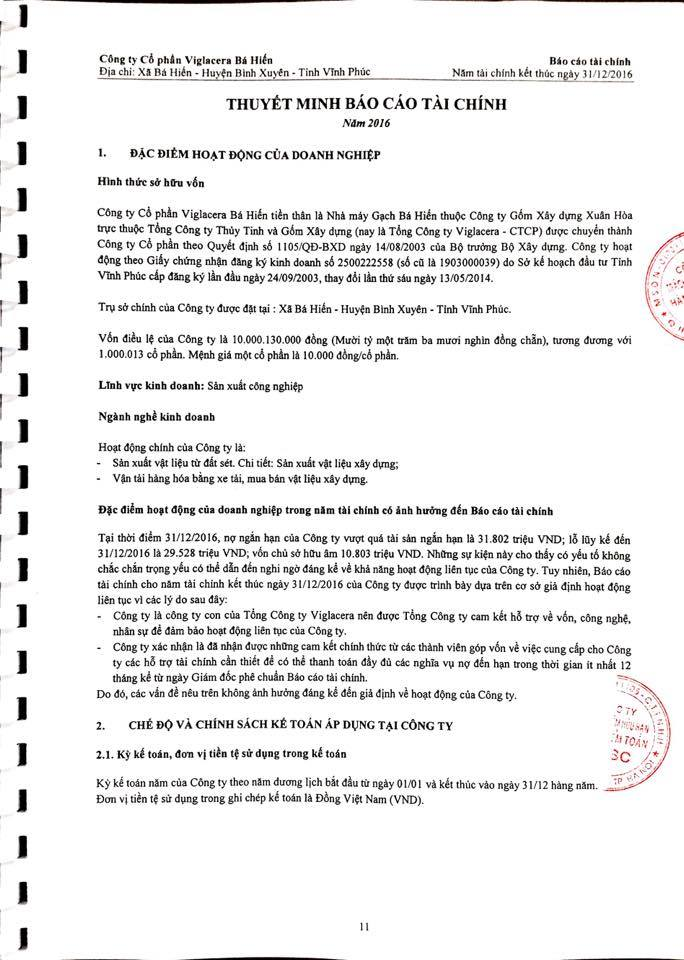 Công ty Cổ phần Viglacera Bá Hiến
Báo cáo tài chính
Địa chỉ: Xã Bá Hiến - Huyện Bình Xuyên - Tỉnh Vĩnh Phúc
Năm tài chính kết thúc ngày 31/12/2016
THUYẾT MINH BÁO CÁO TÀI CHÍNH
Năm 2016
1. ĐẶC ĐIỂM HOẠT ĐỘNG CỦA DOANH NGHIỆP
Hình thức sở hữu vốn
Công ty Cổ phần Viglacera Bá Hiến tiền thân là Nhà máy Gạch Bá Hiến thuộc Công ty Gốm Xây dựng Xuân Hòa
trực thuộc Tổng Công ty Thủy Tinh và Gốm Xây dựng (nay là Tổng Công ty Viglacera - CTCP) được chuyển thành
Công ty Cổ phần theo Quyết định số 1105/QĐ-BXD ngày 14/08/2003 của Bộ trưởng Bộ Xây dựng. Công ty hoạt
động theo Giấy chứng nhận đăng ký kinh doanh số 2500222558 (số cũ là 1903000039) do Sở kế hoạch đầu tư Tỉnh
Vĩnh Phúc cấp đăng ký lần đầu ngày 24/09/2003, thay đổi lần thứ sáu ngày 13/05/2014.
Trụ sở chính của Công ty được đặt tại : Xã Bá Hiến - Huyện Bình Xuyên - Tỉnh Vĩnh Phúc.
Vốn điều lệ của Công ty là 10.000.130.000 đồng (Mười tỷ một trăm ba mươi nghìn đồng chẵn), tương đương với
1.000.013 cổ phần. Mệnh giá một cổ phần là 10.000 đồng/cổ phần.
Lĩnh vực kinh doanh: Sản xuất công nghiệp
Ngành nghề kinh doanh
Hoạt động chính của Công ty là:
- Sản xuất vật liệu từ đất sét. Chi tiết: Sản xuất vật liệu xây dựng;
- Vận tải hàng hóa bằng xe tải, mua bán vật liệu xây dựng.
Đặc điểm hoạt động của doanh nghiệp trong năm tài chính có ảnh hưởng đến Báo cáo tài chính
Tại thời điểm 31/12/2016, nợ ngắn hạn của Công ty vượt quá tài sản ngắn hạn là 31.802 triệu VND; lỗ lũy kế đến
31/12/2016 là 29.528 triệu VND; vốn chủ sở hữu âm 10.803 triệu VND. Những sự kiện này cho thấy có yếu tố không
chắc chắn trọng yếu có thể dẫn đến nghi ngờ đáng kể về khả năng hoạt động liên tục của Công ty. Tuy nhiên, Báo cáo
tài chính cho năm tài chính kết thúc ngày 31/12/2016 của Công ty được trình bày dựa trên cơ sở giả định hoạt động
liên tục vì các lý do sau đây:
- Công ty là công ty con của Tổng Công ty Viglacera nên được Tổng Công ty cam kết hỗ trợ về vốn, công nghệ,
nhân sự để đảm bảo hoạt động liên tục của Công ty.
- Công ty xác nhận là đã nhận được những cam kết chính thức từ các thành viên góp vốn về việc cung cấp cho Công
ty các hỗ trợ tài chính cần thiết để có thể thanh toán đầy đủ các nghĩa vụ nợ đến hạn trong thời gian ít nhất 12
tháng kể từ ngày Giám đốc phê chuẩn Báo cáo tài chính.
Do đó, các vấn đề nêu trên không ảnh hưởng đáng kể đến giả định về hoạt động của Công ty.
2. CHẾ ĐỘ VÀ CHÍNH SÁCH KẾ TOÁN ÁP DỤNG TẠI CÔNG TY
2.1. Kỳ kế toán, đơn vị tiền tệ sử dụng trong kế toán
Kỳ kế toán năm của Công ty theo năm dương lịch bắt đầu từ ngày 01/01 và kết thúc vào ngày 31/12 hàng năm.
Đơn vị tiền tệ sử dụng trong ghi chép kế toán là Đồng Việt Nam (VND).
11